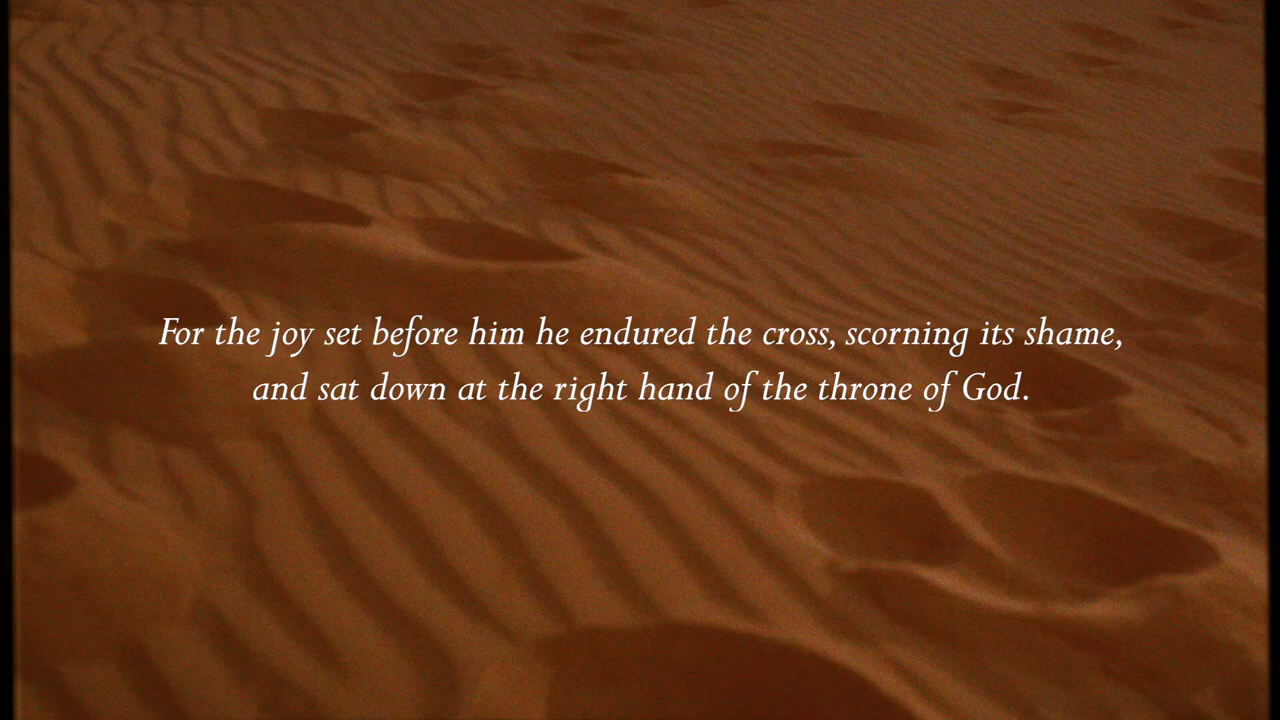 For the joy set before him he endured the cross, scorning its shame,
and sat down at the right hand of the throne of God.